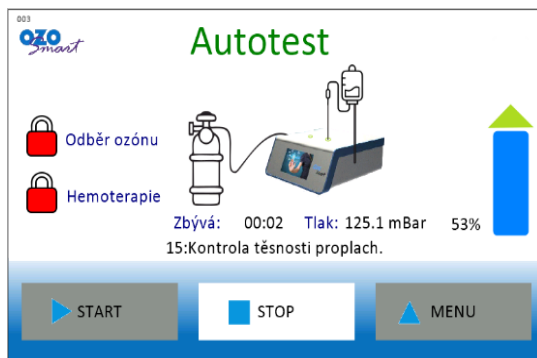 003
OZO
Smart
Autotest
Odběr ozónu
Hemoterapie
Zbývá: 00:02 Tlak: 125.1 mBar 53%
15:Kontrola těsnosti proplach.
START STOP MENU